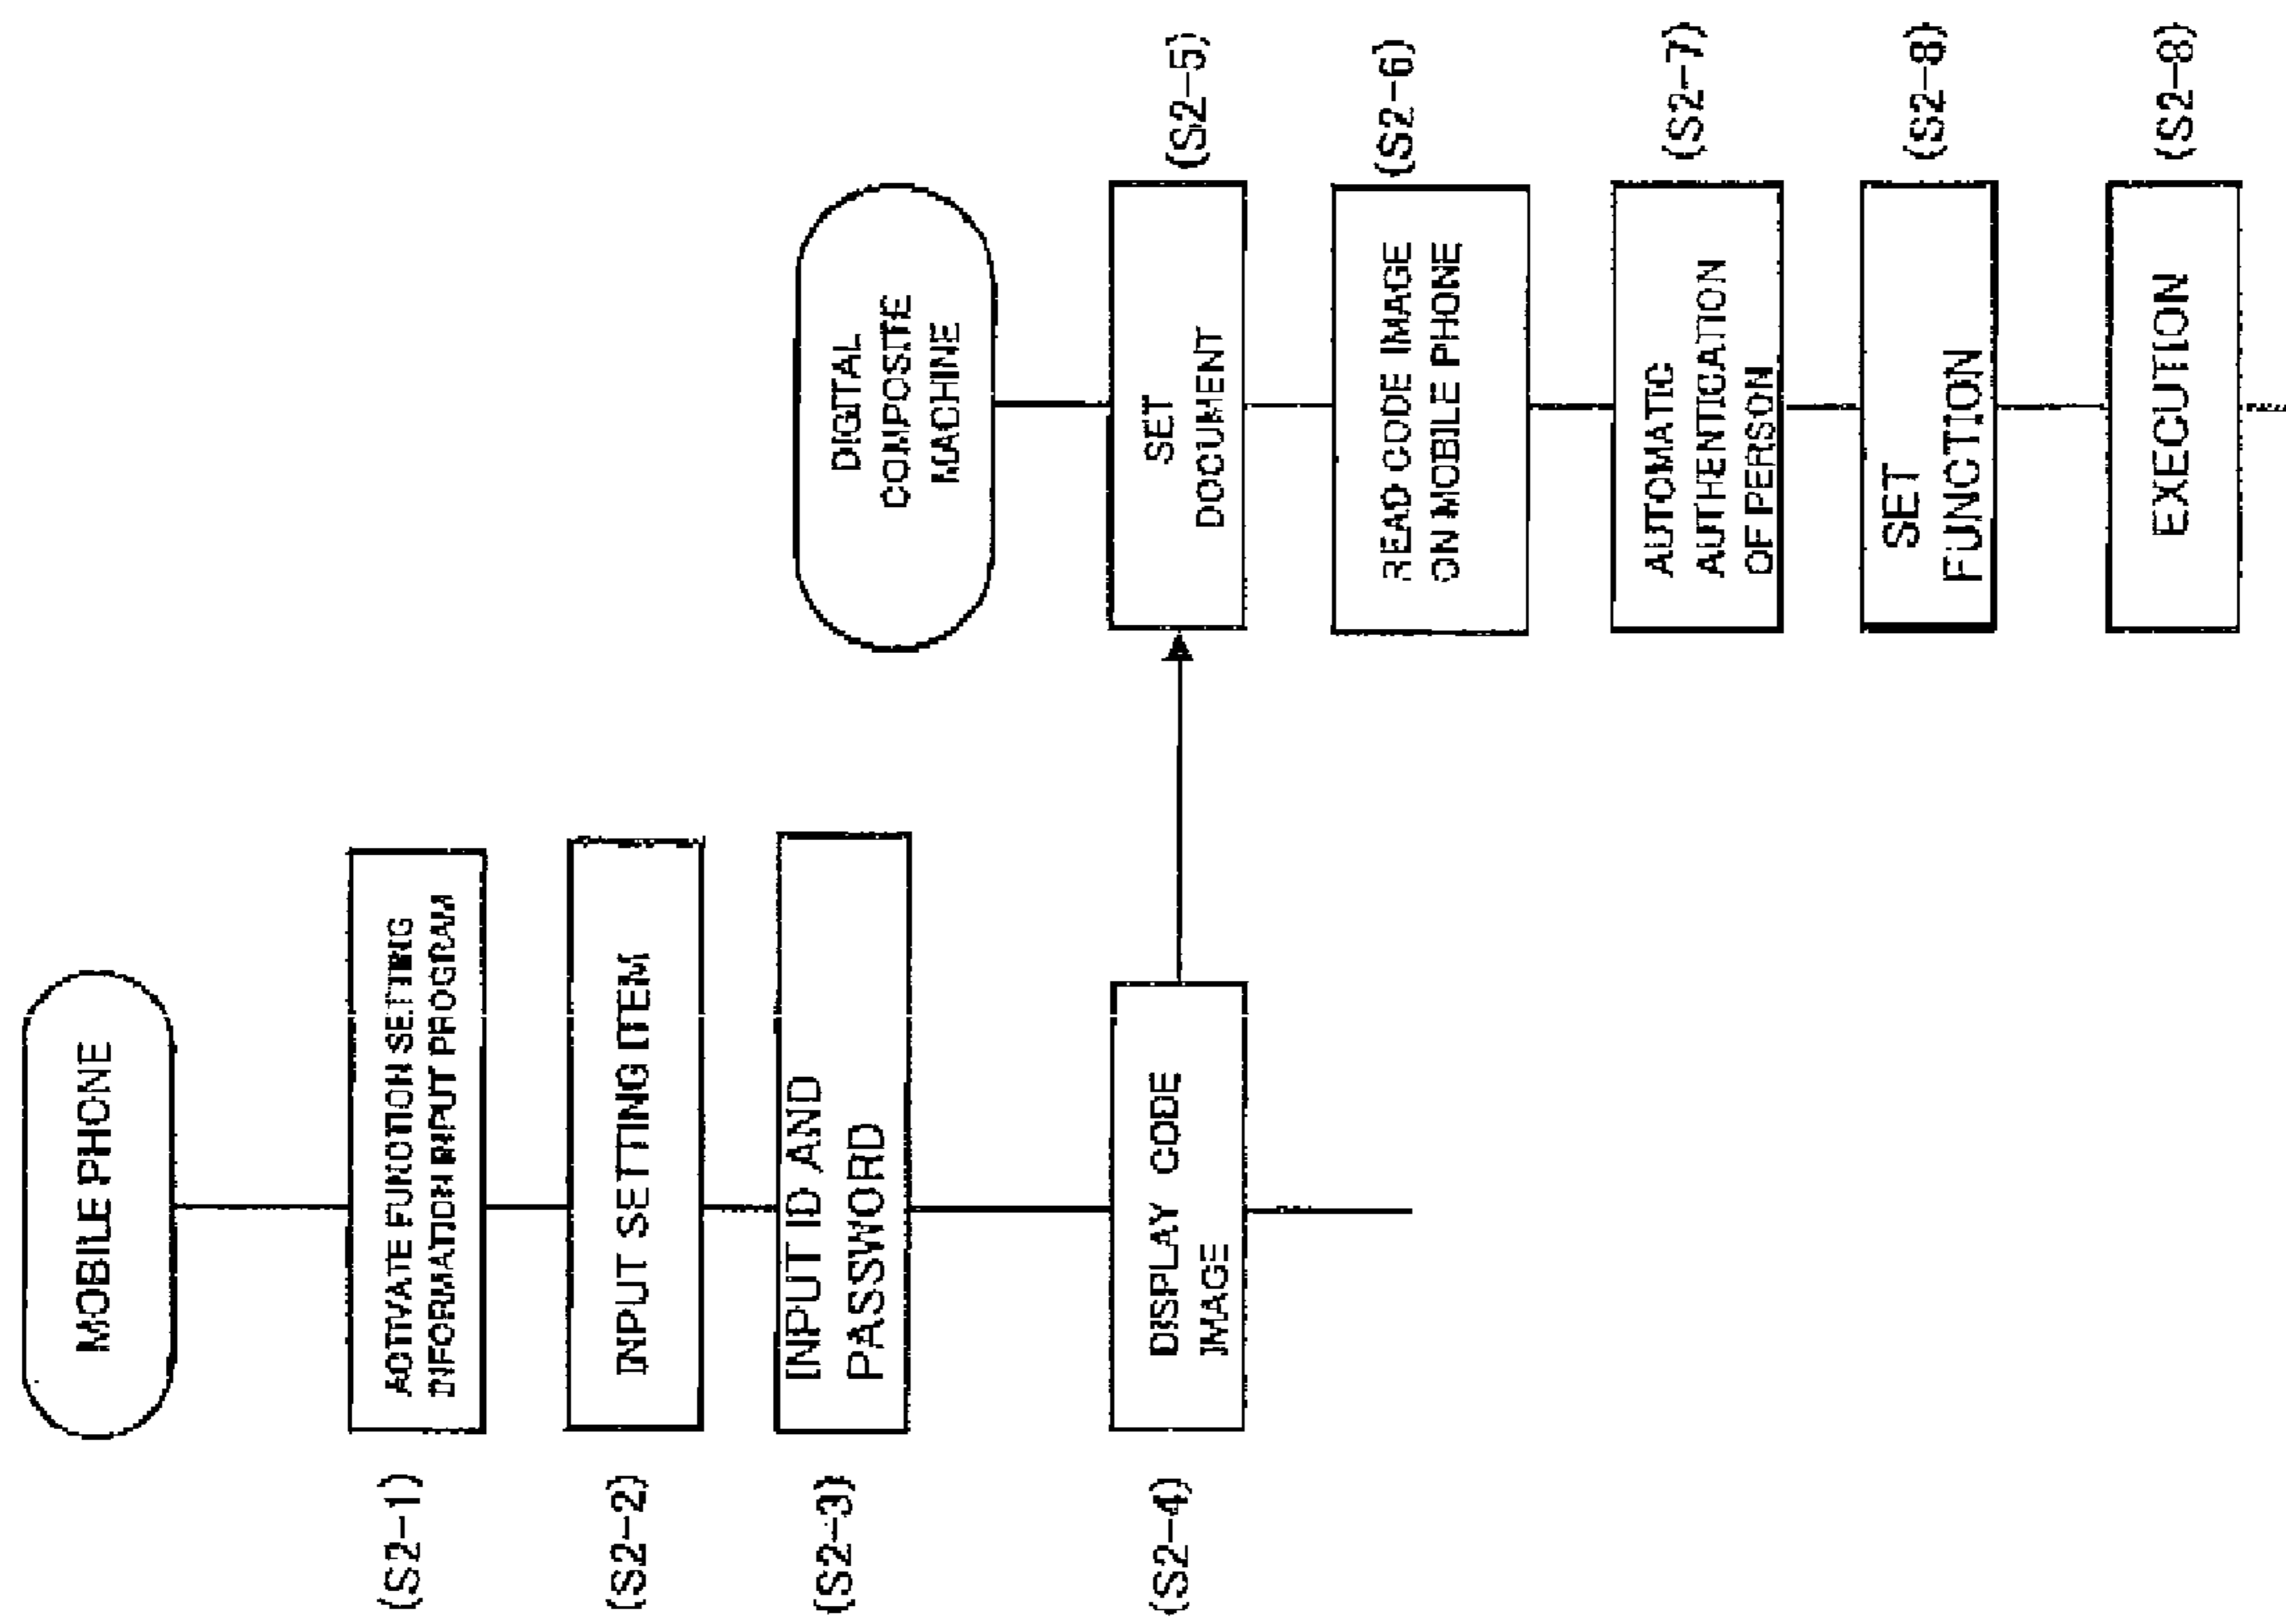 MOBILE PHONE
(S2-1)
ACTIVATE FUNCTION SETTING
INFORMATION INPUT PROGRAM
(S2-2)
INPUT SETTING ITEM
(S2-3)
INPUT ID AND
PASSWORD
(S2-4)
DISPLAY CODE
IMAGE
DIGITAL
COMPOSITE
MACHINE
SET
DOCUMENT
(S2-5)
READ CODE IMAGE
ON MOBILE PHONE
(S2-6)
AUTOMATIC
AUTHENTICATION
OF PERSON
(S2-7)
SET
FUNCTION
(S2-8)
EXECUTION
(S2-8)